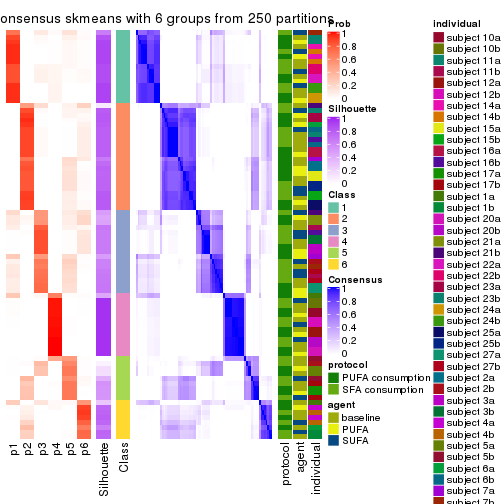 onsensus skmeans with 6 groups from 250 partitions
Prob
1
0.8
0.6
0.4
0.2
0
Silhouette
1
0.8
0.6
0.4
0.2
0
Class
1
2
3
4
5
6
Consensus
1
0.8
0.6
0.4
0.2
0
protocol
PUFA consumption
SFA consumption
agent
baseline
PUFA
SUFA
individual
subject 10a
subject 10b
subject 11a
subject 11b
subject 12a
subject 12b
subject 14a
subject 14b
subject 15a
subject 15b
subject 16a
subject 16b
subject 17a
subject 17b
subject 1a
subject 1b
subject 20a
subject 20b
subject 21a
subject 21b
subject 22a
subject 22b
subject 23a
subject 23b
subject 24a
subject 24b
subject 25a
subject 25b
subject 27a
subject 27b
subject 2a
subject 2b
subject 3a
subject 3b
subject 4a
subject 4b
subject 5a
subject 5b
subject 6a
subject 6b
subject 7a
subject 7b
p1
p2
p3
p4
p5
p6
Silhouette
Class
protocol
agent
individual